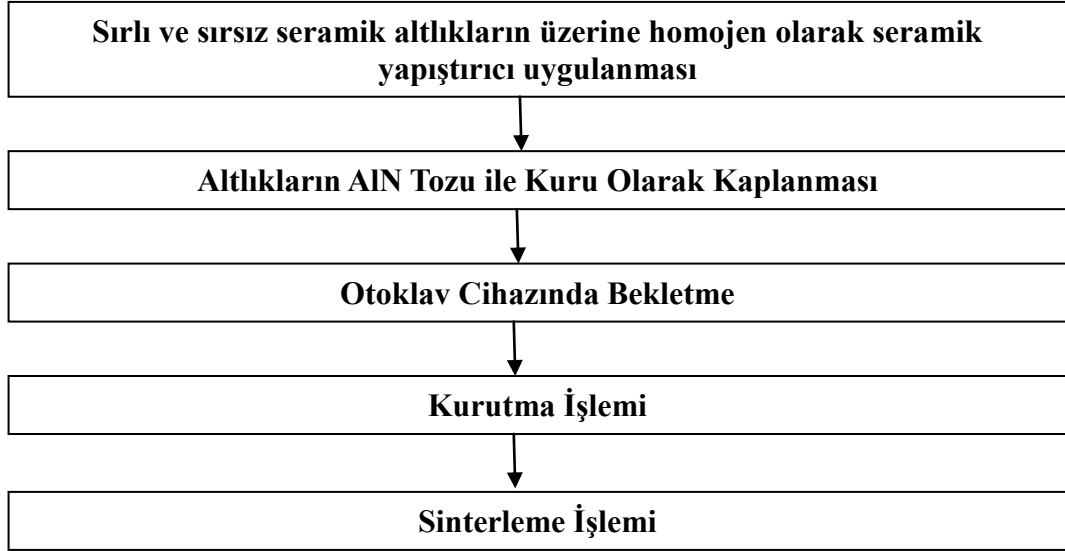 Sırlı ve sırsız seramik altlıkların üzerine homojen olarak seramik
yapıştırıcı uygulanması
Altlıkların AlN Tozu ile Kuru Olarak Kaplanması
Otoklav Cihazında Bekletme
Kurutma İşlemi
Sinterleme İşlemi